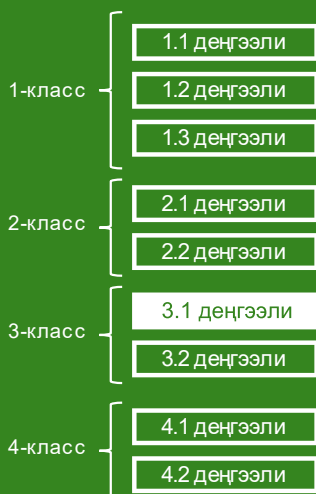 1-класс
1.1 деңгээли
1.2 деңгээли
1.3 деңгээли
2-класс
2.1 деңгээли
2.2 деңгээли
3-класс
3.1 деңгээли
3.2 деңгээли
4-класс
4.1 деңгээли
4.2 деңгээли